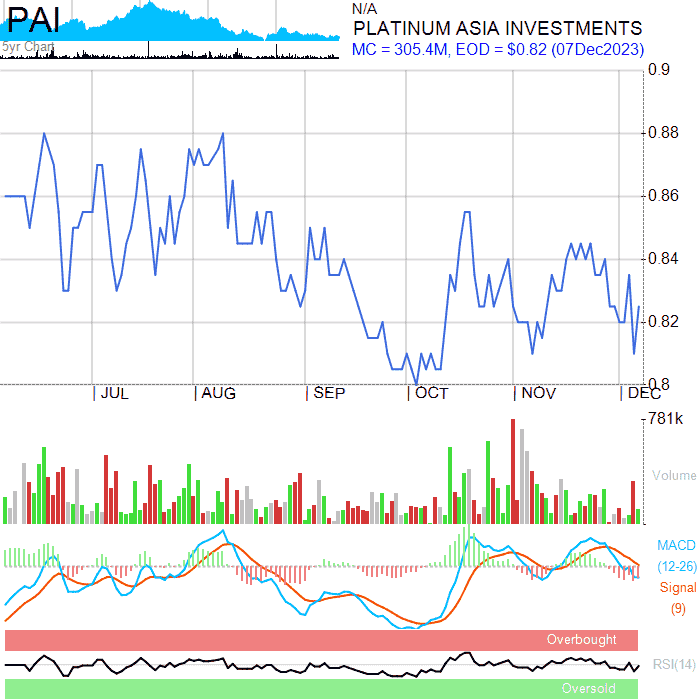 PAI
N/A
PLATINUM ASIA INVESTMENTS
5yr Chart
MC = 305.4M, EOD = $0.82 (07Dec2023)
0.9
0.88
0.86
0.84
0.82
0.8
JUL AUG SEP OCT NOV DEC
781k
Volume
MACD
(12-26)
Signal
(9)
Overbought
RSI(14)
Oversold